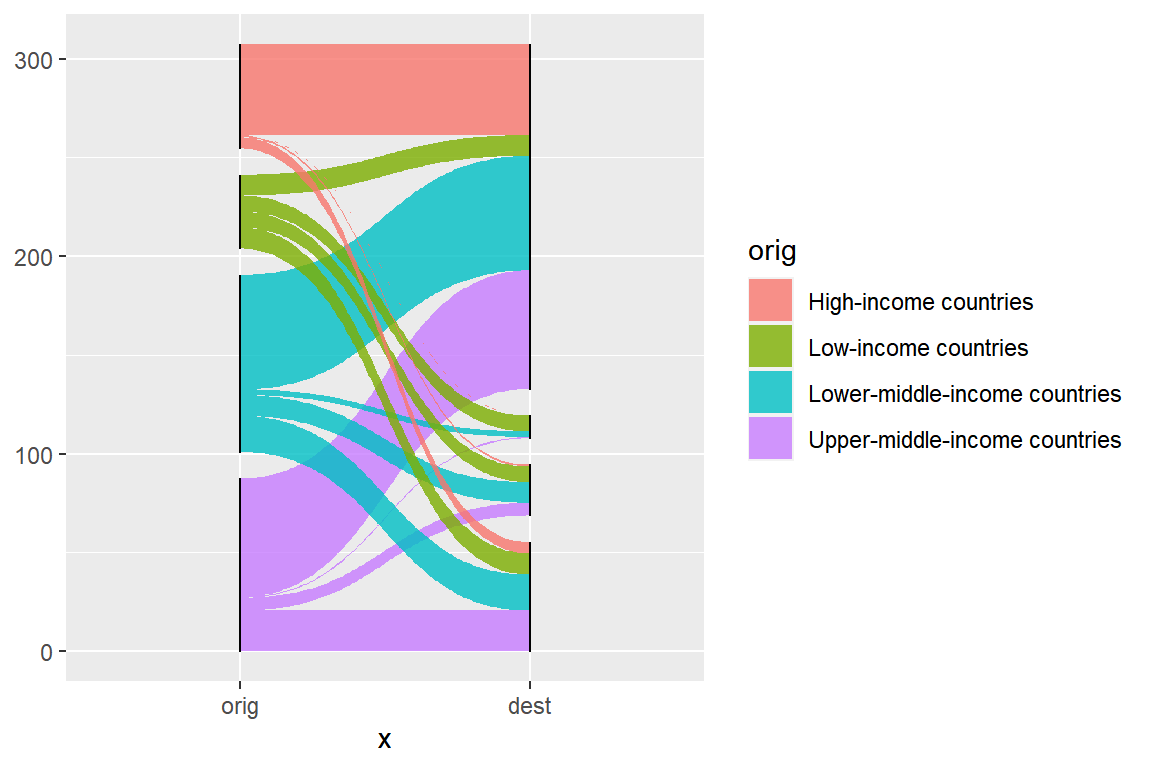 300
200
100
0
orig
dest
x
orig
High-income countries
Low-income countries
Lower-middle-income countries
Upper-middle-income countries